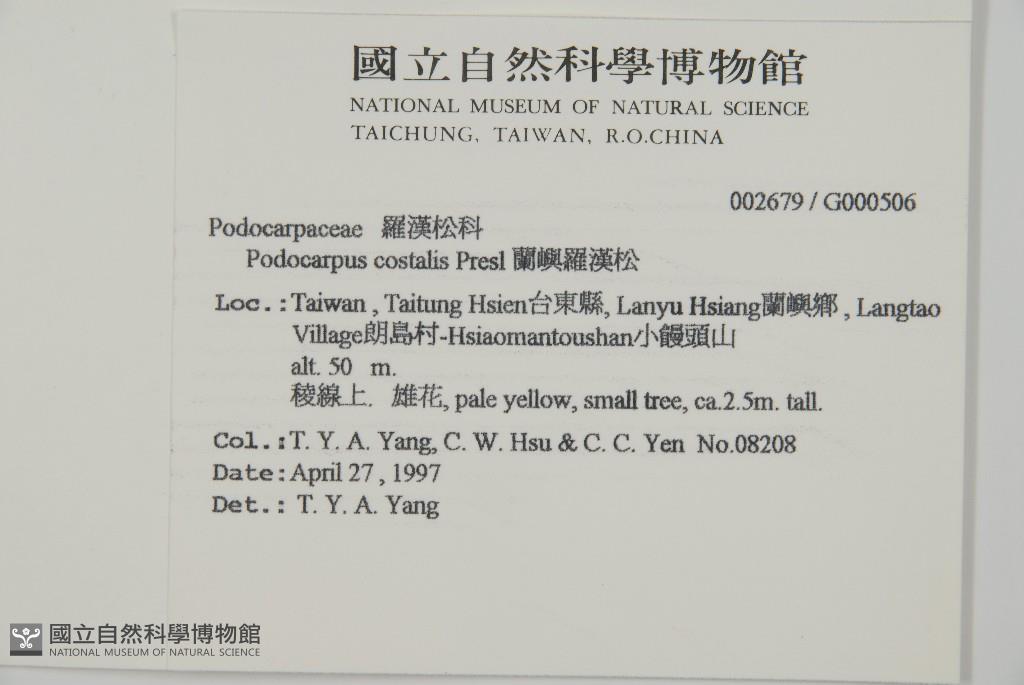 國立自然科學博物館
NATIONAL MUSEUM OF NATURAL SCIENCE
TAICHUNG, TAIWAN, R.O.CHINA
002679 / G000506
Podocarpaceae 羅漢松科
Podocarpus costalis Presl 蘭嶼羅漢松
Loc.:Taiwan , Taitung Hsien台東縣, Lanyu Hsiang蘭嶼鄉 , Langtao
Village朗島村-Hsiaomantoushan小饅頭山
alt. 50 m.
稜線上. 雄花, pale yellow, small tree, ca.2.5m. tall.
Col.:T. Y. A. Yang, C. W. Hsu & C. C. Yen No.08208
Date:April 27 , 1997
Det.: T. Y. A. Yang
國立自然科學博物館
NATIONAL MUSEUM OF NATURAL SCIENCE